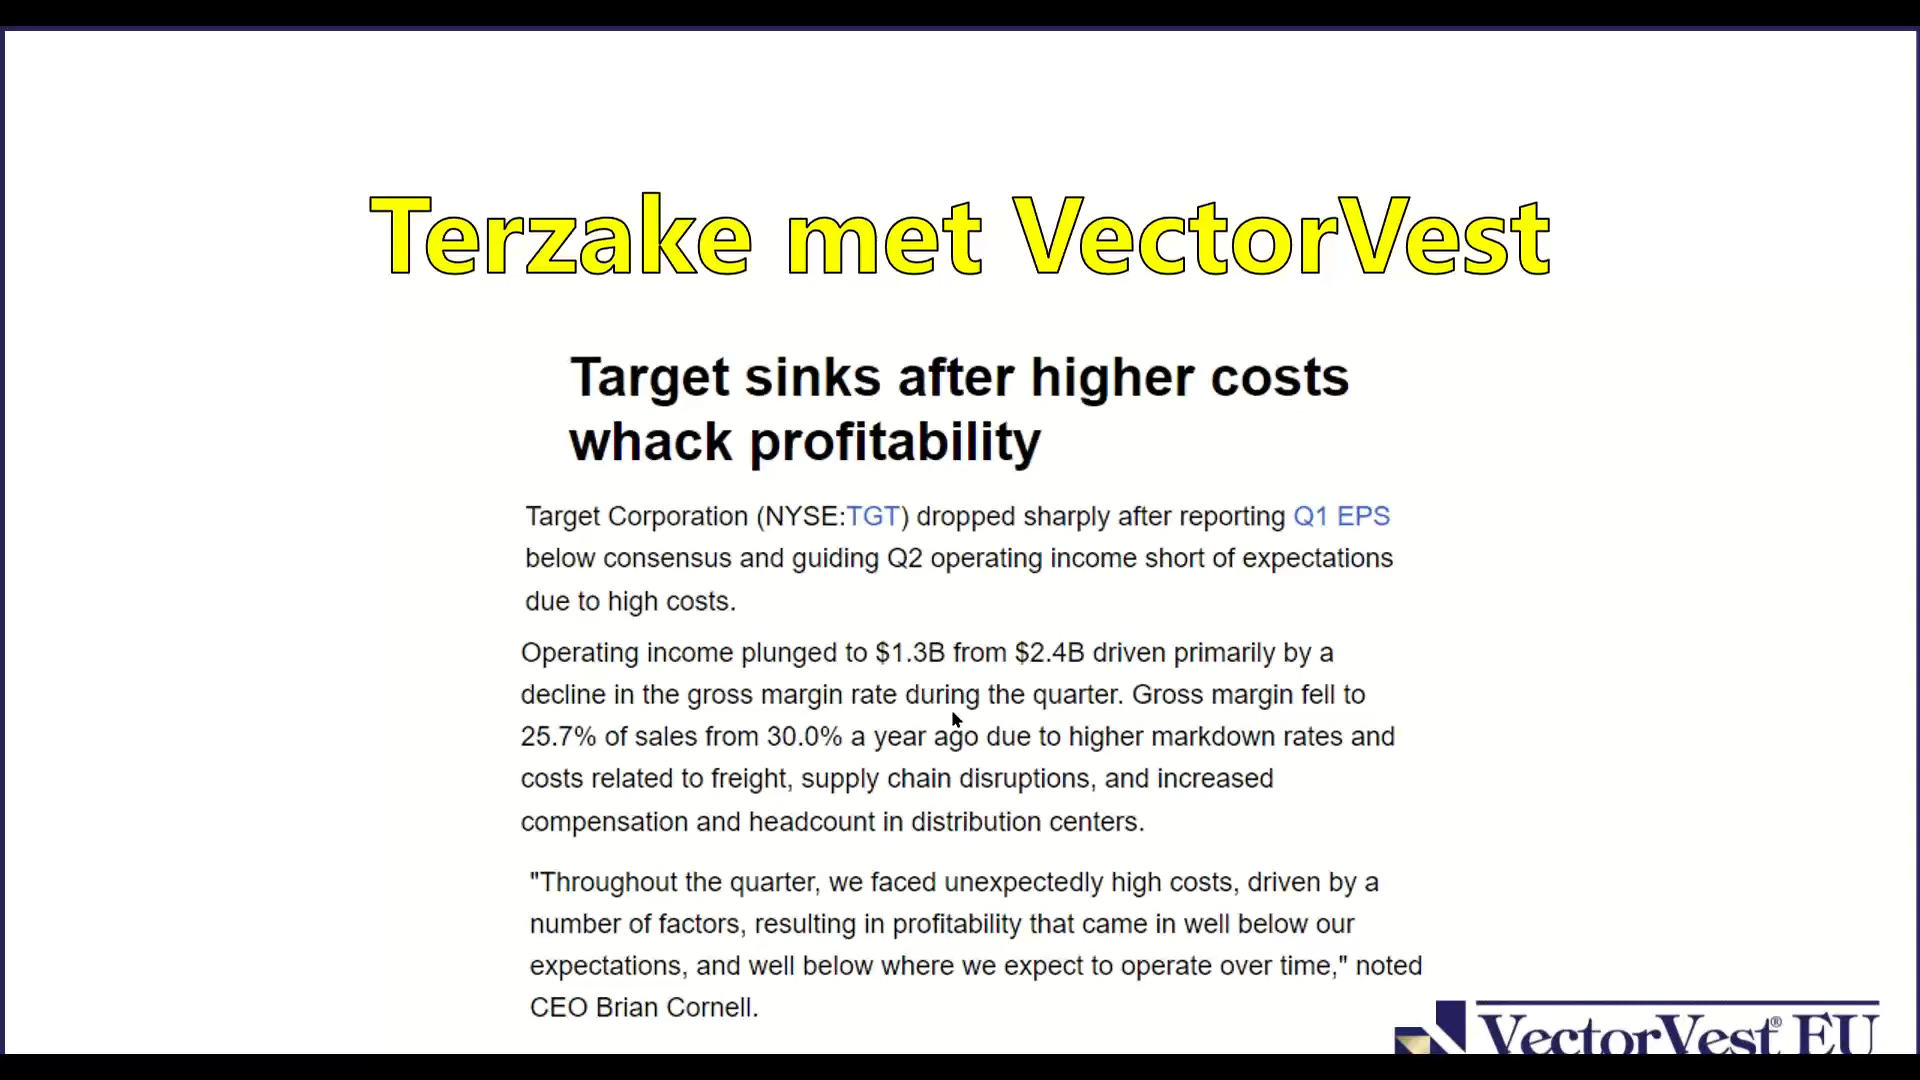 Terzake met VectorVest
Target sinks after higher costs
whack profitability
Target Corporation (NYSE:TGT) dropped sharply after reporting Q1 EPS
below consensus and guiding Q2 operating income short of expectations
due to high costs.
Operating income plunged to $1.3B from $2.4B driven primarily by a
decline in the gross margin rate during the quarter. Gross margin fell to
25.7% of sales from 30.0% a year ago due to higher markdown rates and
costs related to freight, supply chain disruptions, and increased
compensation and headcount in distribution centers.
"Throughout the quarter, we faced unexpectedly high costs, driven by a
number of factors, resulting in profitability that came in well below our
expectations, and well below where we expect to operate over time," noted
CEO Brian Cornell.
VectorVest® EU